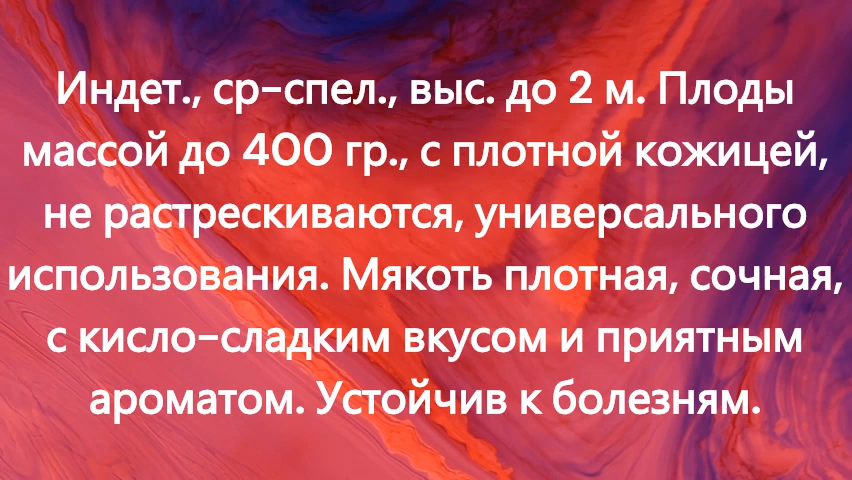 Индет., ср-спел., выс. до 2 м. Плоды
массой до 400 гр., с плотной кожицей,
не растрескиваются, универсального
использования. Мякоть плотная, сочная,
с кисло-сладким вкусом и приятным
ароматом. Устойчив к болезням.